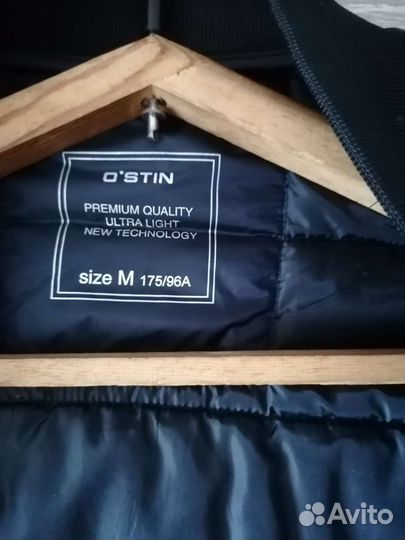 O'STIN
PREMIUM QUALITY
ULTRA LIGHT
NEW TECHNOLOGY
size M 175/96A
Avito